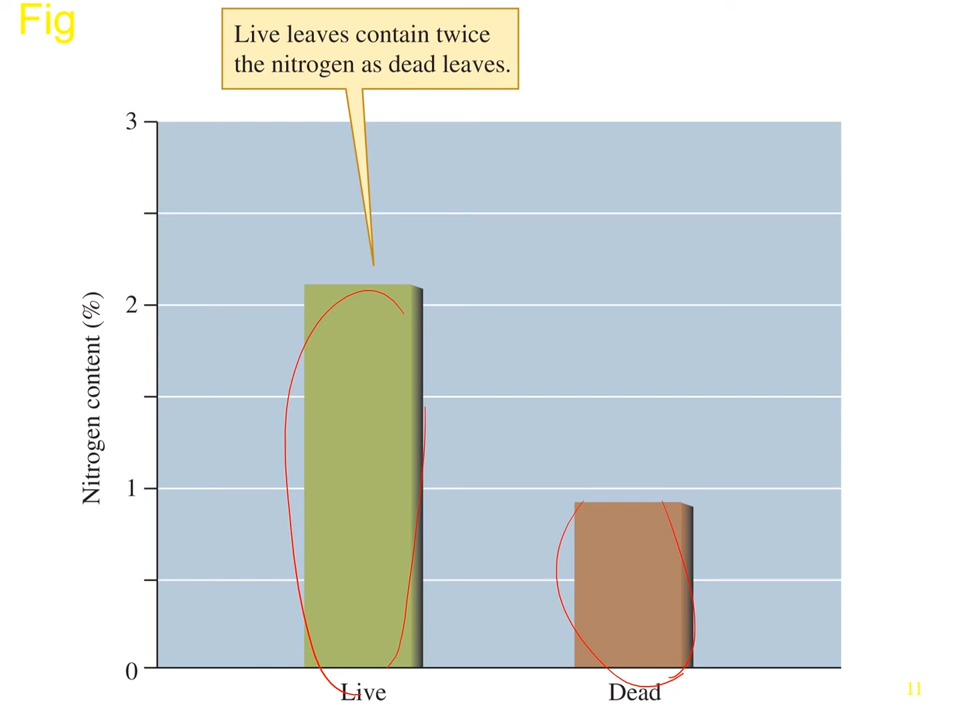 Fig
Live leaves contain twice
the nitrogen as dead leaves.
3
2
1
0
Nitrogen content (%)
Live
Dead
11